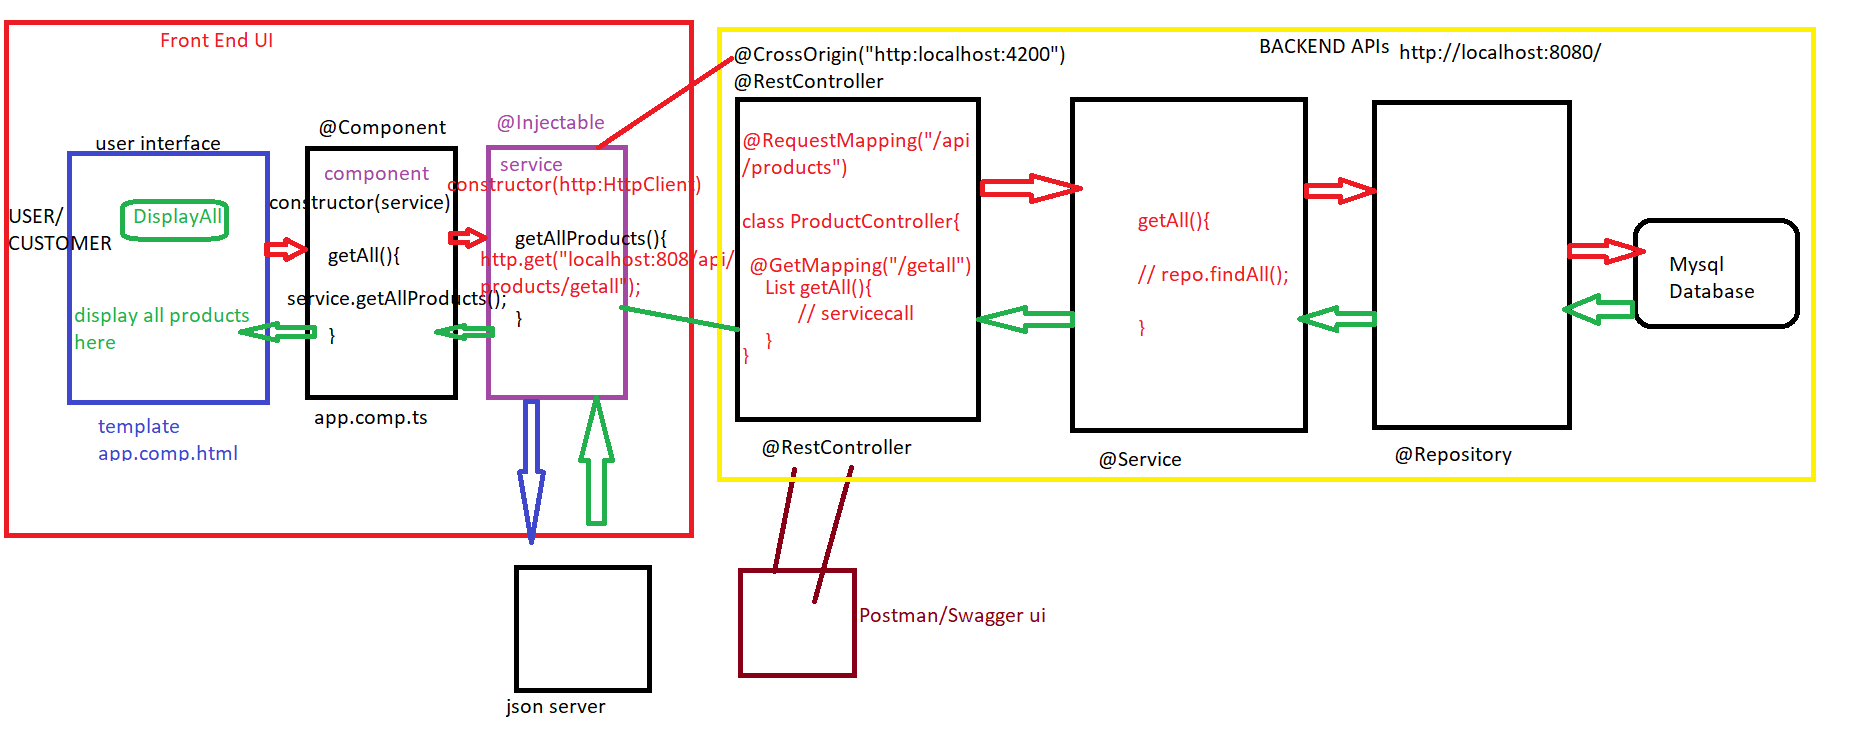 Front End UI
USER/
CUSTOMER
user interface
DisplayAll
display all products
here
template
app.comp.html
@Component
component
constructor(service)
getAll(){
service.getAllProducts();
}
app.comp.ts
@Injectable
service
constructor(http:HttpClient)
getAllProducts(){
http.get("localhost:808/api/
products/getall");
}
json server
BACKEND APIs
http://localhost:8080/
@CrossOrigin("http:localhost:4200")
@RestController
@RequestMapping("/api
/products")
class ProductController{
@GetMapping("/getall")
List getAll(){
// servicecall
}
}
@RestController
Postman/Swagger ui
getAll(){
// repo.findAll();
}
@Service
@Repository
Mysql
Database